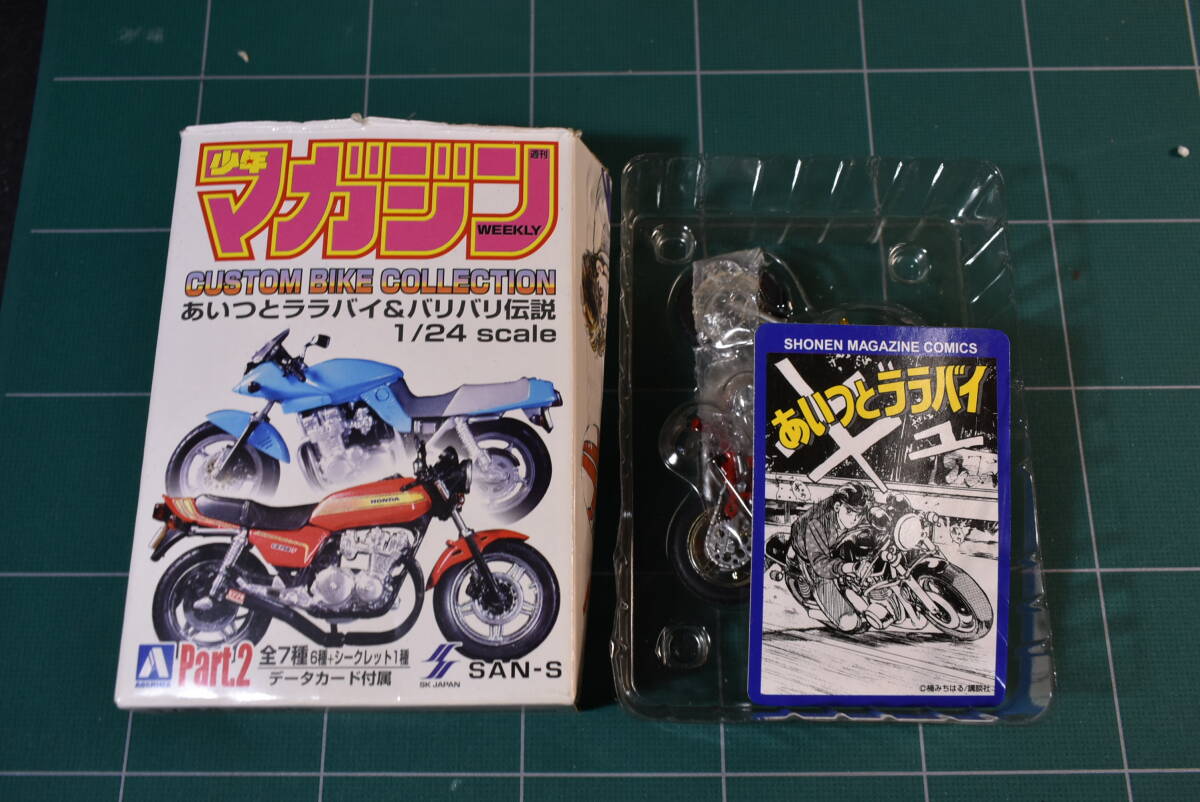 週刊
少年
マガジン
WEEKLY
CUSTOM BIKE COLLECTION
あいつとララバイ&バリバリ伝説
1/24 scale
HONDA
Part.2
全7種 6種+シークレット1種
データカード付属
SK JAPAN
SAN-S
SHONEN MAGAZINE COMICS
あいつとララバイ
©楠みちはる/講談社